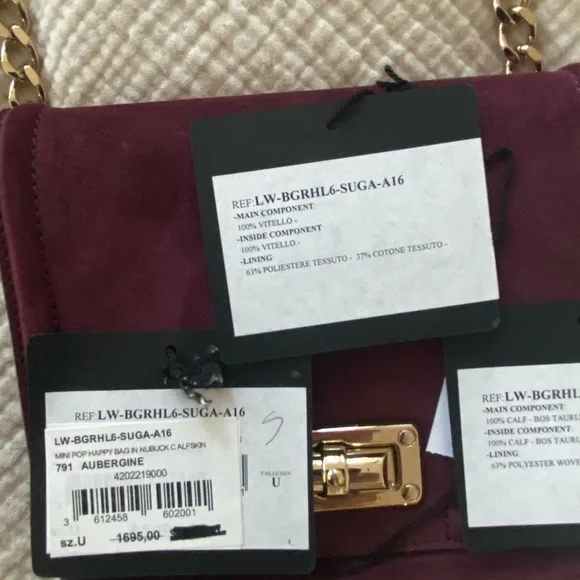 REF:LW-BGRHL6-SUGA-A16
-MAIN COMPONENT
100% VITELLO -
-INSIDE COMPONENT
100% VITELLO -
-LINING
63% POLIESTERE TESSUTO - 37% COTONE TESSUTO -
REF:LW-BGRHL6-SUGA-A16
LW-BGRHL6-SUGA-A16
MINI POP HAPPY BAG IN NUBUCK CALFSKIN
791 AUBERGINE
4202219000
3 612458 602001
sz.U 1695,00
U
REF:LW-BGRHL
-MAIN COMPONENT
100% CALF - BOS TAURU
-INSIDE COMPONENT
100% CALF - BOS TAURU
-LINING
63% POLYESTER WOVE